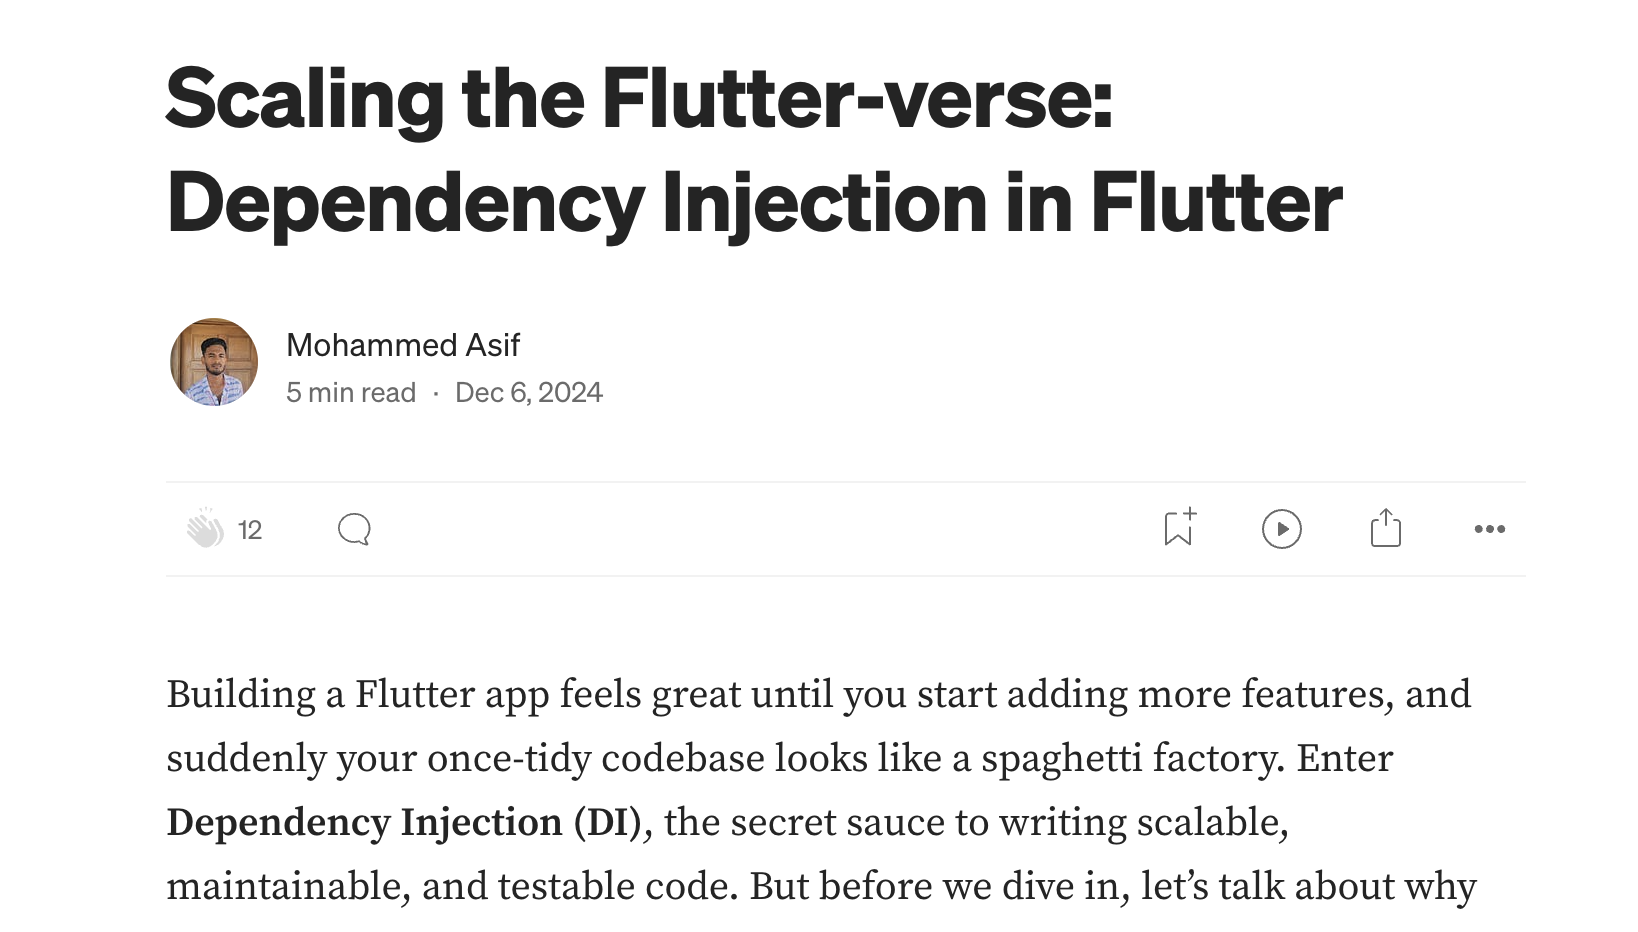 Scaling the Flutter-verse:
Dependency Injection in Flutter
Mohammed Asif
5 min read · Dec 6, 2024
12
Building a Flutter app feels great until you start adding more features, and
suddenly your once-tidy codebase looks like a spaghetti factory. Enter
Dependency Injection (DI), the secret sauce to writing scalable,
maintainable, and testable code. But before we dive in, let’s talk about why